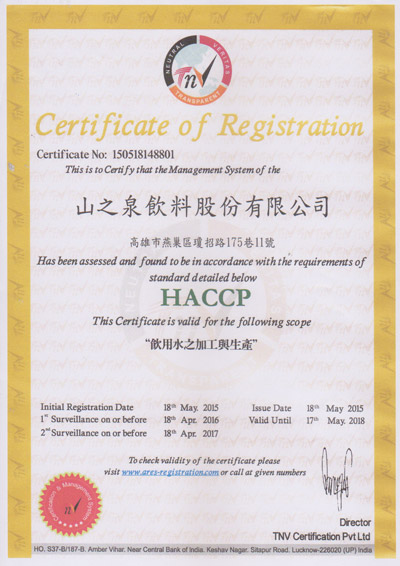 NEUTRAL VERITAS
TNV
TRANSPARENT
Certificate of Registration
Certificate No: 150518148801
This is to Certify that the Management System of the
山之泉飲料股份有限公司
高雄市燕巢區瓊招路175巷11號
Has been assessed and found to be in accordance with the requirements of
standard detailed below
HACCP
This Certificate is valid for the following scope
“飲用水之加工與生產”
Initial Registration Date 18th May. 2015 Issue Date 18th May 2015
1st Surveillance on or before 18th Apr. 2016 Valid Until 17th May. 2018
2nd Surveillance on or before 18th Apr. 2017
To check validity of the certificate please
visit www.ares-registration.com or call at given numbers
Director
TNV Certification Pvt Ltd
HO. S37-B/187-B. Amber Vihar. Near Central Bank of India. Keshav Nagar. Sitapur Road. Lucknow-226020 (UP) India